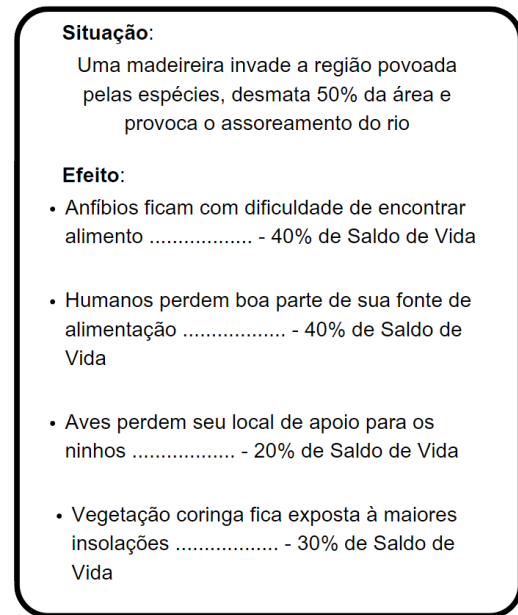 Situação:
Uma madeireira invade a região povoada
pelas espécies, desmata 50% da área e
provoca o assoreamento do rio
Efeito:
• Anfíbios ficam com dificuldade de encontrar
alimento .................. - 40% de Saldo de Vida
• Humanos perdem boa parte de sua fonte de
alimentação .................. - 40% de Saldo de
Vida
• Aves perdem seu local de apoio para os
ninhos .................. - 20% de Saldo de Vida
• Vegetação coringa fica exposta à maiores
insolações .................. - 30% de Saldo de
Vida